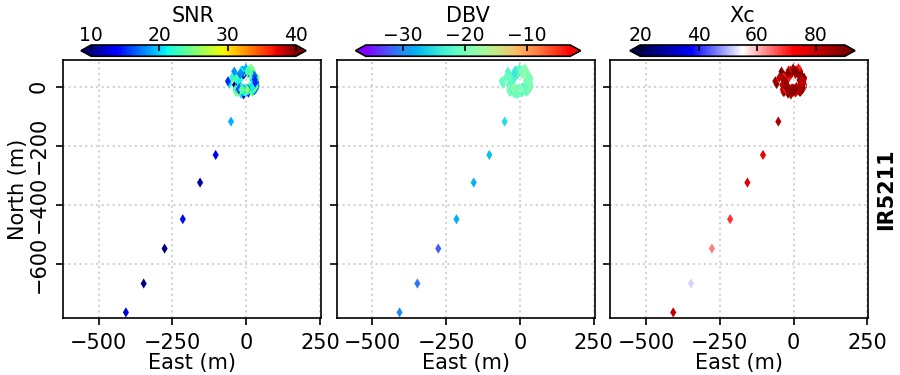 SNR DBV Xc
10 20 30 40 −30 −20 −10 20 40 60 80
North (m)
0
−200
−400
−600
−500 −250 0 250 −500 −250 0 250 −500 −250 0 250
East (m) East (m) East (m)
IR5211